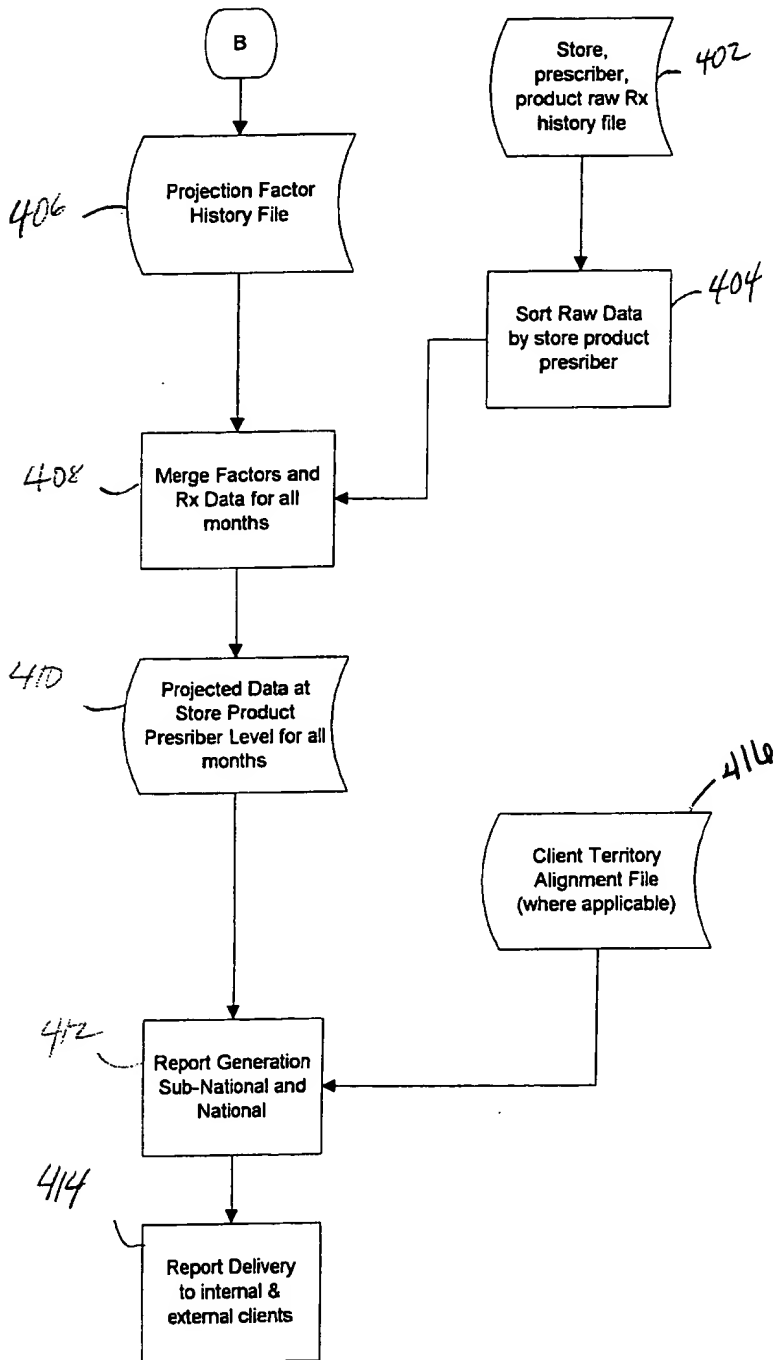 B
Store,
prescriber,
product raw Rx
history file
402
Projection Factor
History File
406
Sort Raw Data
by store product
presriber
404
Merge Factors and
Rx Data for all
months
408
Projected Data at
Store Product
Presriber Level for all
months
410
Client Territory
Alignment File
(where applicable)
416
Report Generation
Sub-National and
National
412
Report Delivery
to internal &
external clients
414